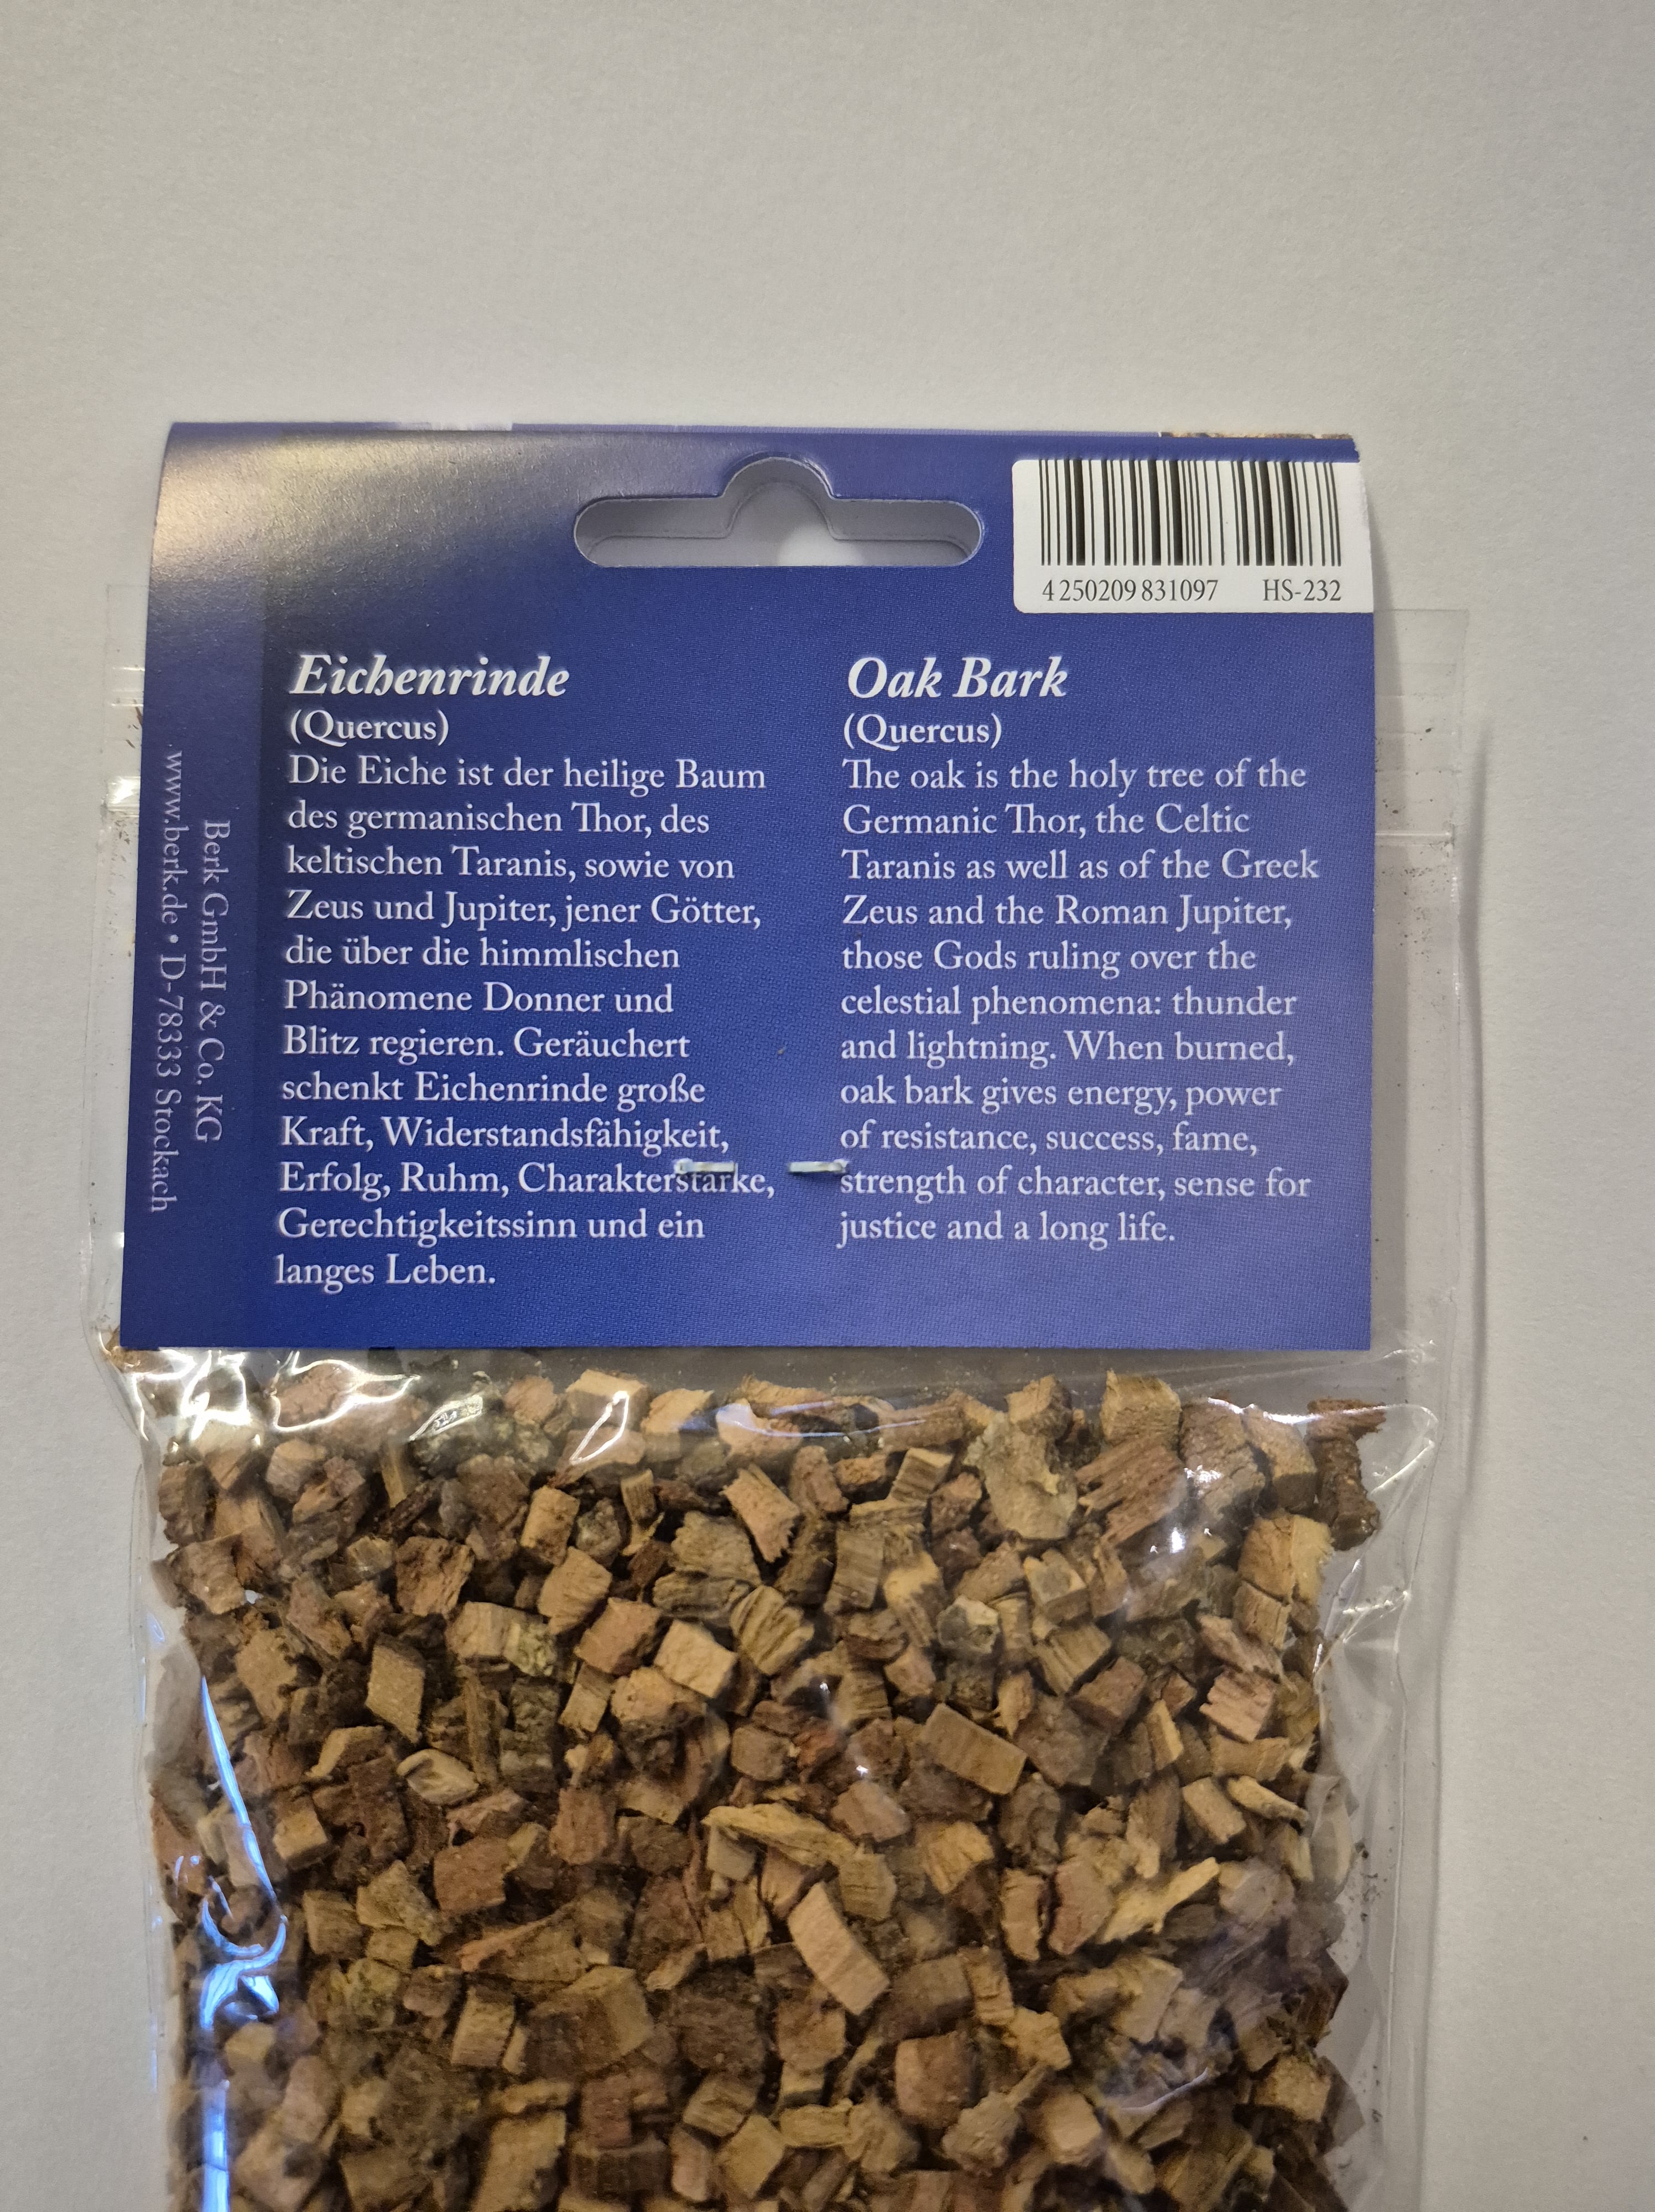 4 250209 831097 HS-232
Eichenrinde
(Quercus)
Die Eiche ist der heilige Baum
des germanischen Thor, des
keltischen Taranis, sowie von
Zeus und Jupiter, jener Götter,
die über die himmlischen
Phänomene Donner und
Blitz regieren. Geräuchert
schenkt Eichenrinde große
Kraft, Widerstandsfähigkeit,
Erfolg, Ruhm, Charakterstärke,
Gerechtigkeitssinn und ein
langes Leben.
Oak Bark
(Quercus)
The oak is the holy tree of the
Germanic Thor, the Celtic
Taranis as well as of the Greek
Zeus and the Roman Jupiter,
those Gods ruling over the
celestial phenomena: thunder
and lightning. When burned,
oak bark gives energy, power
of resistance, success, fame,
strength of character, sense for
justice and a long life.
Berk GmbH & Co. KG
www.berk.de • D-78333 Stockach